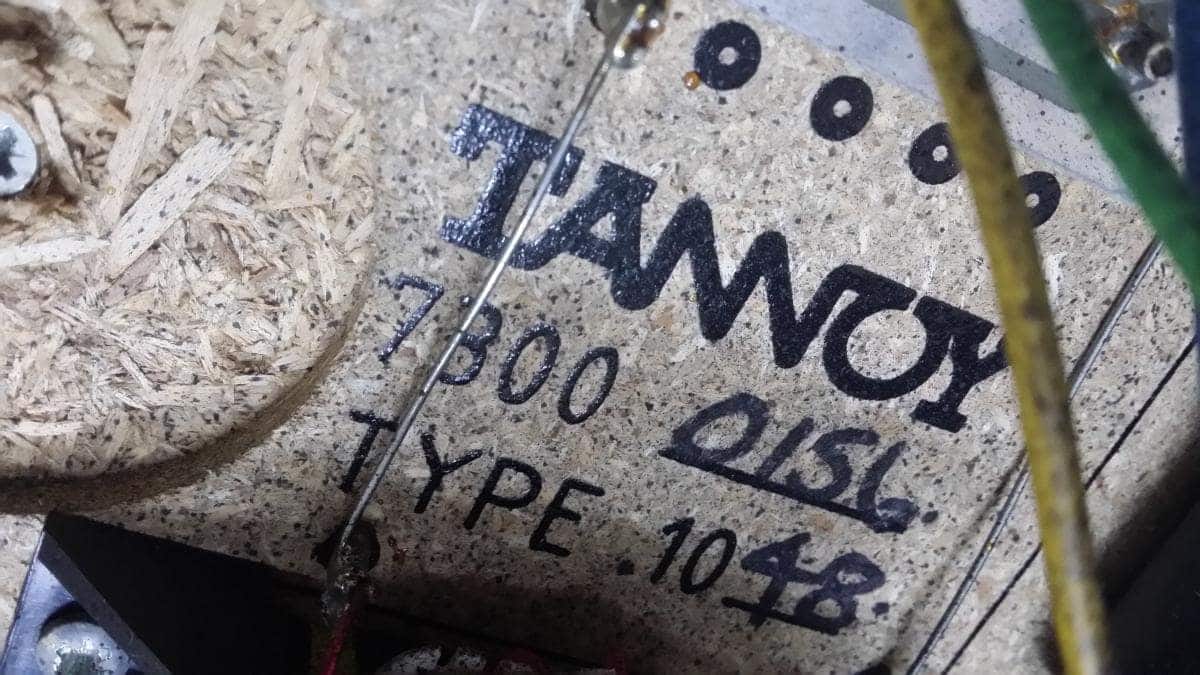 TANNOY
7300 0156.
TYPE .1048.